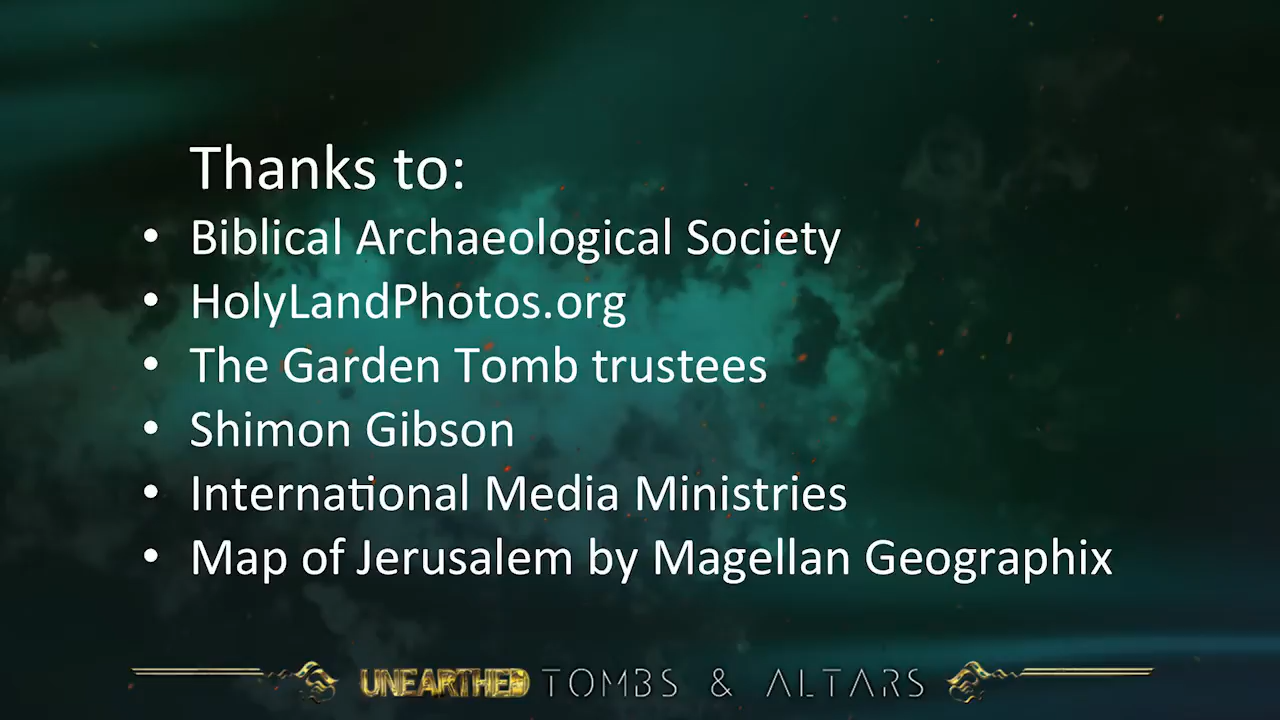 Thanks to:
• Biblical Archaeological Society
• HolyLandPhotos.org
• The Garden Tomb trustees
• Shimon Gibson
• International Media Ministries
• Map of Jerusalem by Magellan Geographix
UNEARTHED TOMBS & ALTARS